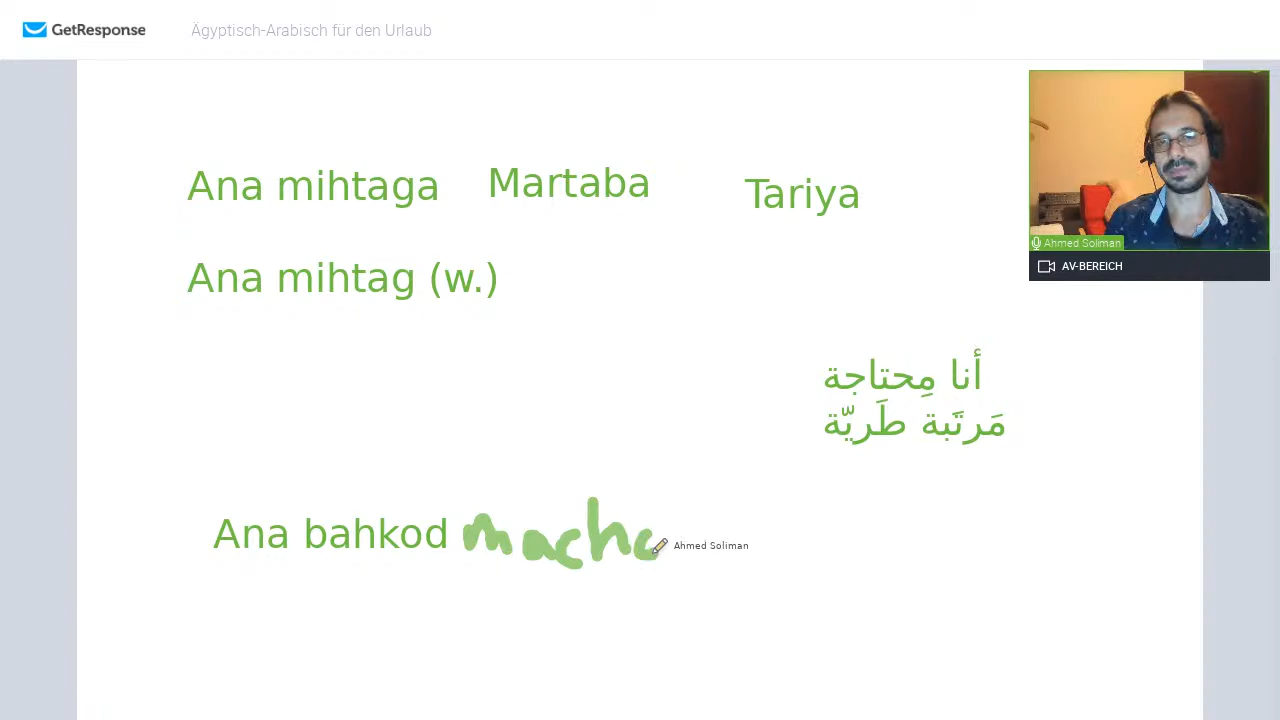 GetResponse Ägyptisch-Arabisch für den Urlaub
Ana mihtaga Martaba Tariya
Ahmed Soliman
AV-BEREICH
Ana mihtag (w.)
أنا مِحتاجة
مَرتَبة طَريّة
Ana bahkod mach
Ahmed Soliman